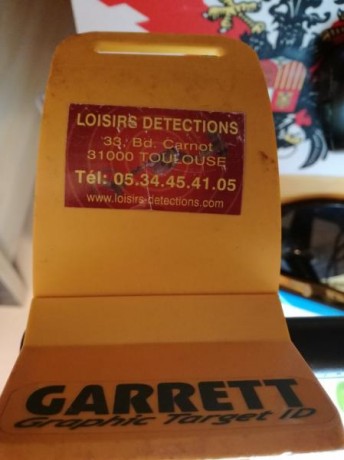 LOISIRS DETECTIONS
33, Bd. Carnot
31000 TOULOUSE
Tél: 05.34.45.41.05
www.loisirs-detections.com
GARRETT
Graphic Target ID